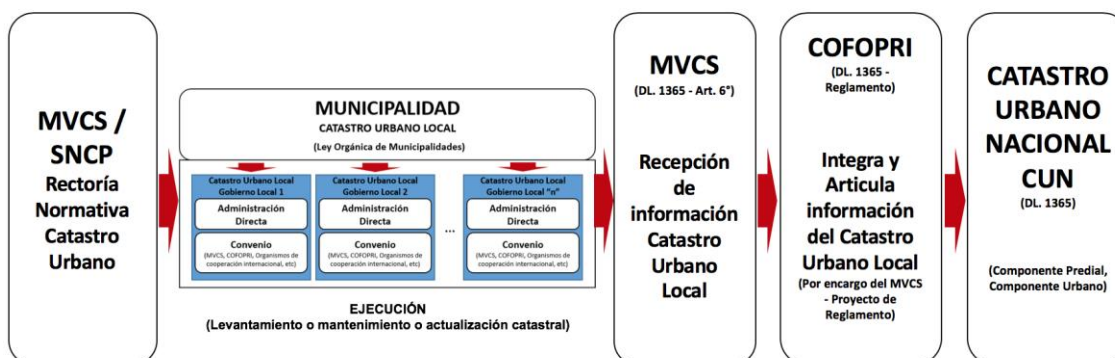 MVCS /
SNCP
Rectoría
Normativa
Catastro
Urbano
MUNICIPALIDAD
CATASTRO URBANO LOCAL
(Ley Orgánica de Municipalidades)
Catastro Urbano Local
Gobierno Local 1
Administración
Directa
Convenio
(MVCS, COFOPRI, Organismos de
cooperación internacional, etc)
Catastro Urbano Local
Gobierno Local 2
Administración
Directa
Convenio
(MVCS, COFOPRI, Organismos de
cooperación internacional, etc)
...
Catastro Urbano Local
Gobierno Local "n"
Administración
Directa
Convenio
(MVCS, COFOPRI, Organismos de
cooperación internacional, etc)
EJECUCIÓN
(Levantamiento o mantenimiento o actualización catastral)
MVCS
(DL. 1365 - Art. 6°)
Recepción
de
información
Catastro
Urbano
Local
COFOPRI
(DL. 1365 -
Reglamento)
Integra y
Articula
información
del Catastro
Urbano Local
(Por encargo del MVCS
- Proyecto de
Reglamento)
CATASTRO
URBANO
NACIONAL
CUN
(DL. 1365)
(Componente Predial,
Componente Urbano)